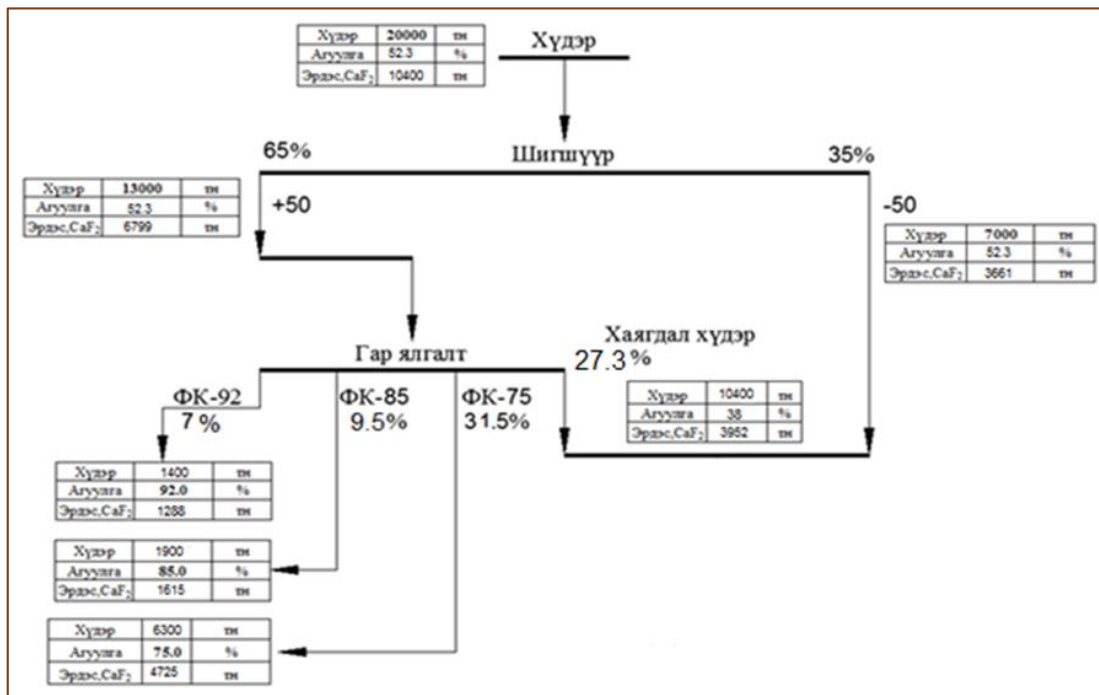 Хүдэр 20000 тн
Агуулга 52.3 %
Эрдэс,CaF₂ 10400 тн
Хүдэр
65%
Шигшүүр
35%
Хүдэр 13000 тн
Агуулга 52.3 %
Эрдэс,CaF₂ 6799 тн
+50
-50
Хүдэр 7000 тн
Агуулга 52.3 %
Эрдэс,CaF₂ 3661 тн
Гар ялгалт
Хаягдал хүдэр
27.3 %
Хүдэр 10400 тн
Агуулга 38 %
Эрдэс,CaF₂ 3952 тн
ФК-92
7 %
ФК-85
9.5%
ФК-75
31.5%
Хүдэр 1400 тн
Агуулга 92.0 %
Эрдэс,CaF₂ 1288 тн
Хүдэр 1900 тн
Агуулга 85.0 %
Эрдэс,CaF₂ 1615 тн
Хүдэр 6300 тн
Агуулга 75.0 %
Эрдэс,CaF₂ 4725 тн